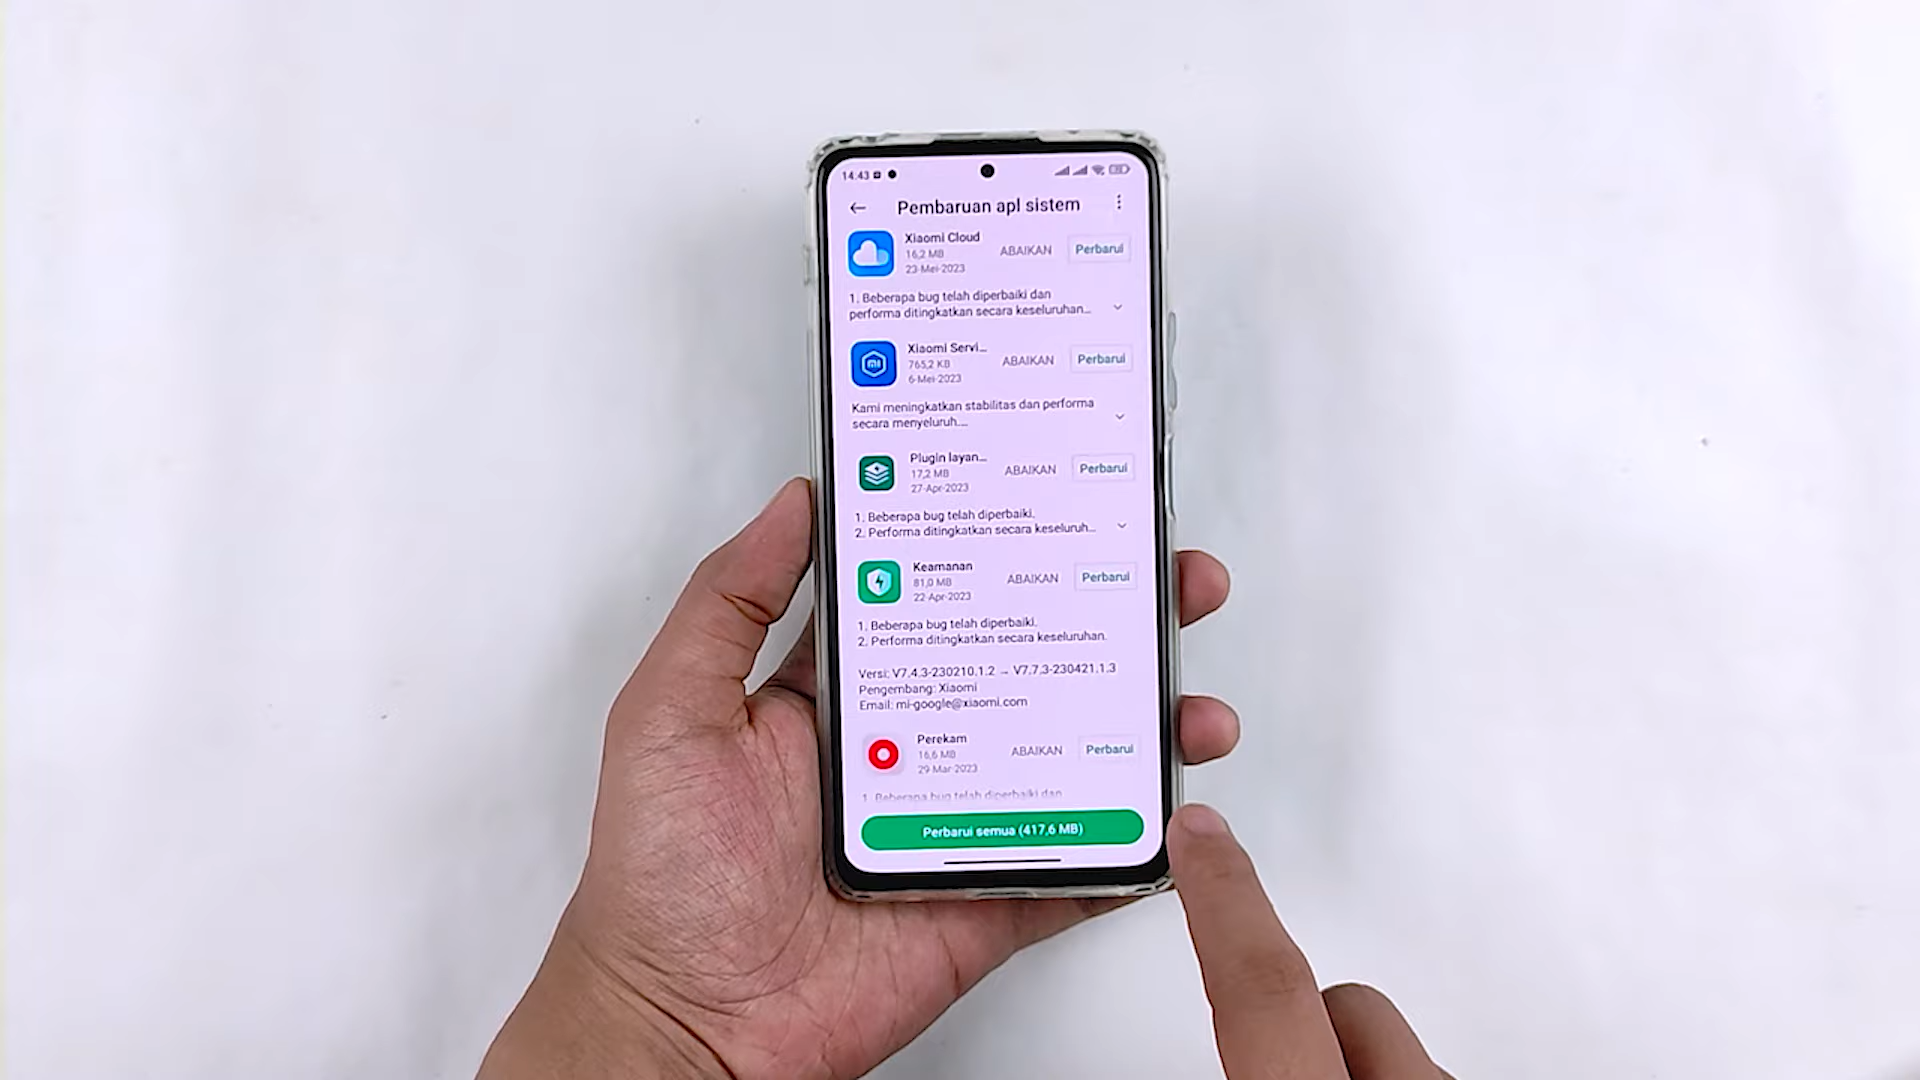 14.43
Pembaruan apl sistem
Xiaomi Cloud
16,2 MB
23-Mei-2023
ABAIKAN
Perbarui
1. Beberapa bug telah diperbaiki dan
performa ditingkatkan secara keseluruhan...
Xiaomi Servi...
765,2 KB
6-Mei-2023
ABAIKAN
Perbarui
Kami meningkatkan stabilitas dan performa
secara menyeluruh....
Plugin layan...
17,2 MB
27-Apr-2023
ABAIKAN
Perbarui
1. Beberapa bug telah diperbaiki.
2. Performa ditingkatkan secara keseluruh...
Keamanan
81,0 MB
22-Apr-2023
ABAIKAN
Perbarui
1. Beberapa bug telah diperbaiki.
2. Performa ditingkatkan secara keseluruhan.
Versi: V7.4.3-230210.1.2 → V7.7.3-230421.1.3
Pengembang: Xiaomi
Email: mi-google@xiaomi.com
Perekam
16,6 MB
29-Mar-2023
ABAIKAN
Perbarui
1. Beberapa bug telah diperbaiki dan
Perbarui semua (417,6 MB)